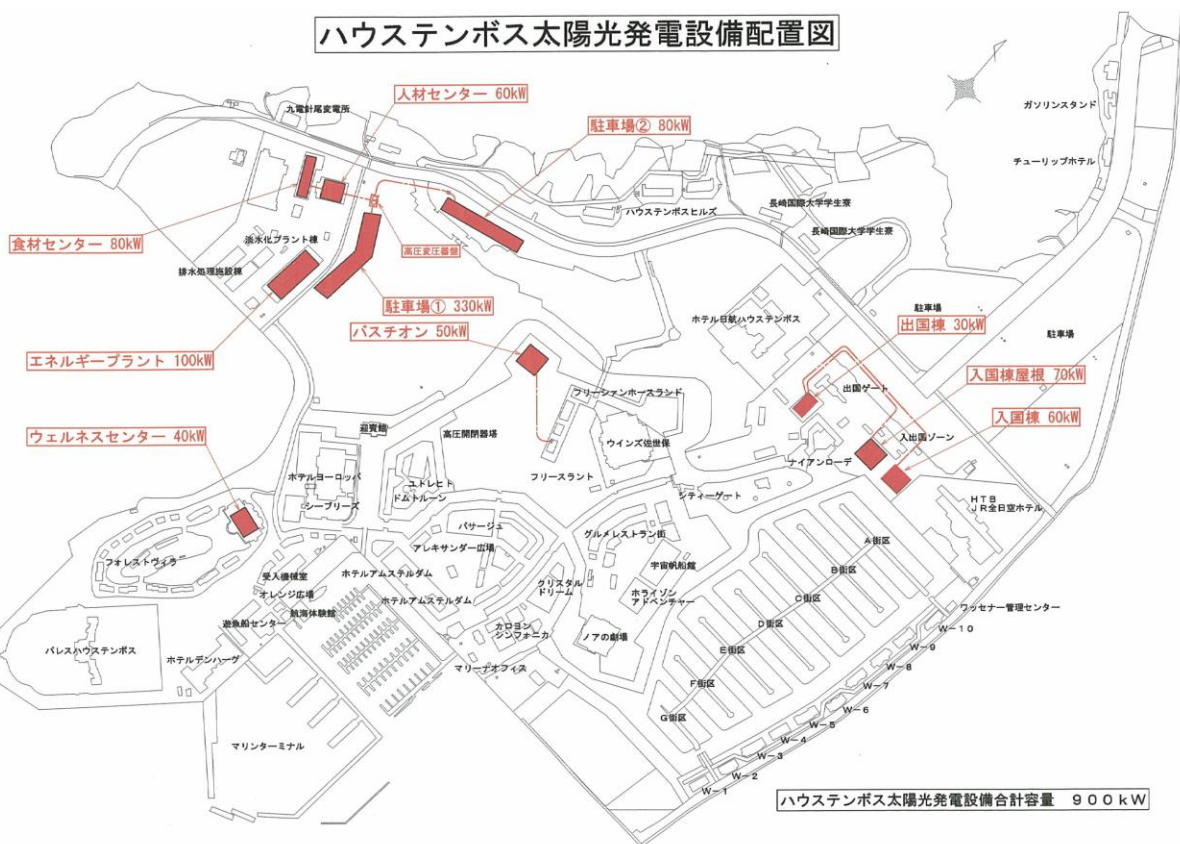 ハウステンボス太陽光発電設備配置図
人材センター 60kW
九電針尾変電所
駐車場② 80kW
ガソリンスタンド
チューリップホテル
ハウステンボスヒルズ
長崎国際大学学生寮
長崎国際大学学生寮
食材センター 80kW
淡水化プラント棟
高圧変圧器盤
排水処理施設棟
駐車場① 330kW
バスチオン 50kW
ホテル日航ハウステンボス
駐車場
出国棟 30kW
駐車場
エネルギープラント 100kW
入国棟屋根 70kW
出国ゲート
フリーシャンホースランド
入国棟 60kW
ウェルネスセンター 40kW
迎賓館
高圧開閉器塔
ウインズ佐世保
入出国ゾーン
ナイアンローデ
ホテルヨーロッパ
ユトレヒト
ドムトルーン
フリースラント
シティーゲート
シーブリーズ
HTB
JR全日空ホテル
パサージュ
グルメレストラン街
アレキサンダー広場
A街区
フォレストヴィラ
受入機械室
ホテルアムステルダム
宇宙帆船館
B街区
オレンジ広場
クリスタル
ドリーム
ホライゾン
アドベンチャー
C街区
ホテルアムステルダム
航海体験館
ワッセナー管理センター
遊魚船センター
カロヨン
シンフォニカ
ノアの劇場
D街区
W-10
パレスハウステンボス
ホテルデンハーグ
マリーナオフィス
E街区
W-9
W-8
F街区
W-7
W-6
G街区
W-5
W-4
マリンターミナル
W-3
W-2
W-1
ハウステンボス太陽光発電設備合計容量 900kW